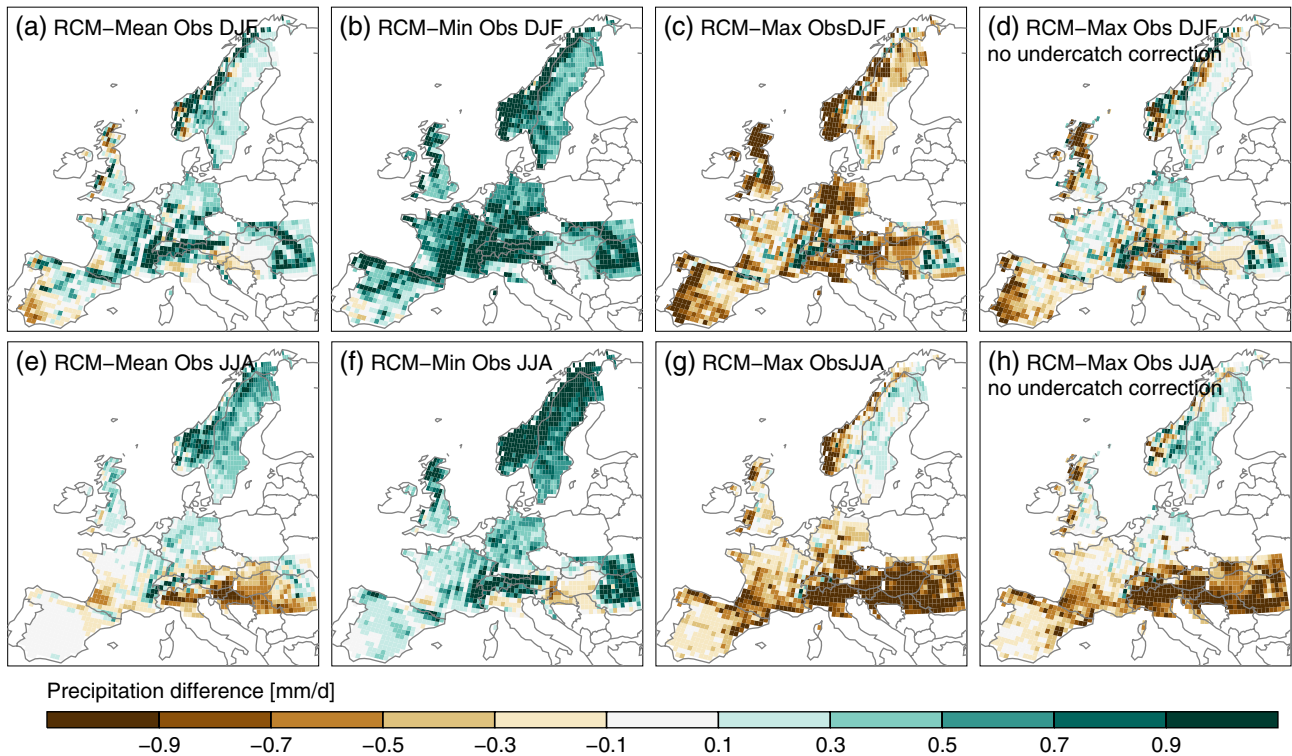 (a) RCM−Mean Obs DJF
(b) RCM−Min Obs DJF
(c) RCM−Max ObsDJF
(d) RCM−Max Obs DJF
no undercatch correction
(e) RCM−Mean Obs JJA
(f) RCM−Min Obs JJA
(g) RCM−Max ObsJJA
(h) RCM−Max Obs JJA
no undercatch correction
Precipitation difference [mm/d]
−0.9 −0.7 −0.5 −0.3 −0.1 0.1 0.3 0.5 0.7 0.9